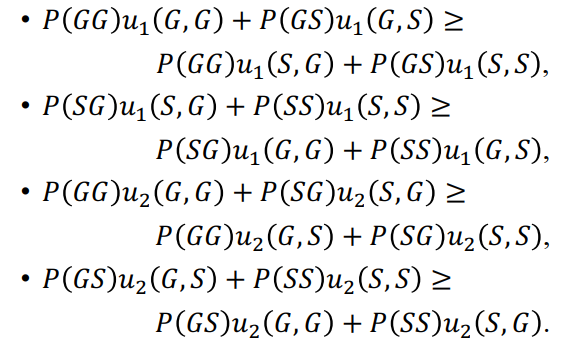 • P(GG)u₁(G, G) + P(GS)u₁(G, S) ≥
P(GG)u₁(S, G) + P(GS)u₁(S, S),
• P(SG)u₁(S, G) + P(SS)u₁(S, S) ≥
P(SG)u₁(G, G) + P(SS)u₁(G, S),
• P(GG)u₂(G, G) + P(SG)u₂(S, G) ≥
P(GG)u₂(G, S) + P(SG)u₂(S, S),
• P(GS)u₂(G, S) + P(SS)u₂(S, S) ≥
P(GS)u₂(G, G) + P(SS)u₂(S, G).